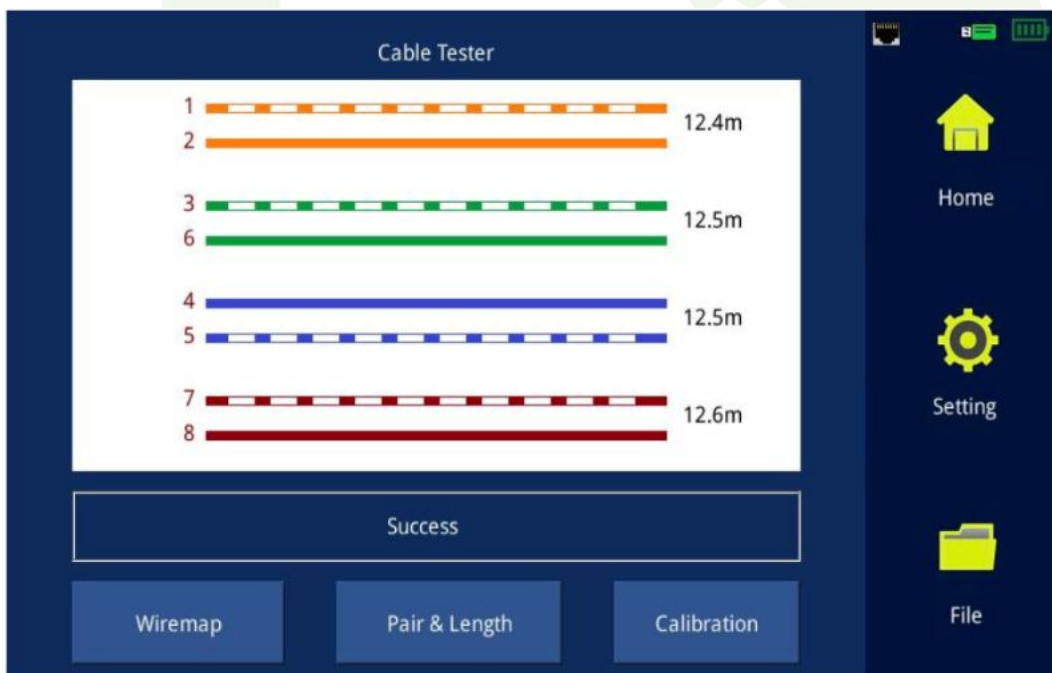 Cable Tester
1
12.4m
2
3
12.5m
6
4
12.5m
5
7
12.6m
8
Success
Wiremap
Pair & Length
Calibration
Home
Setting
File